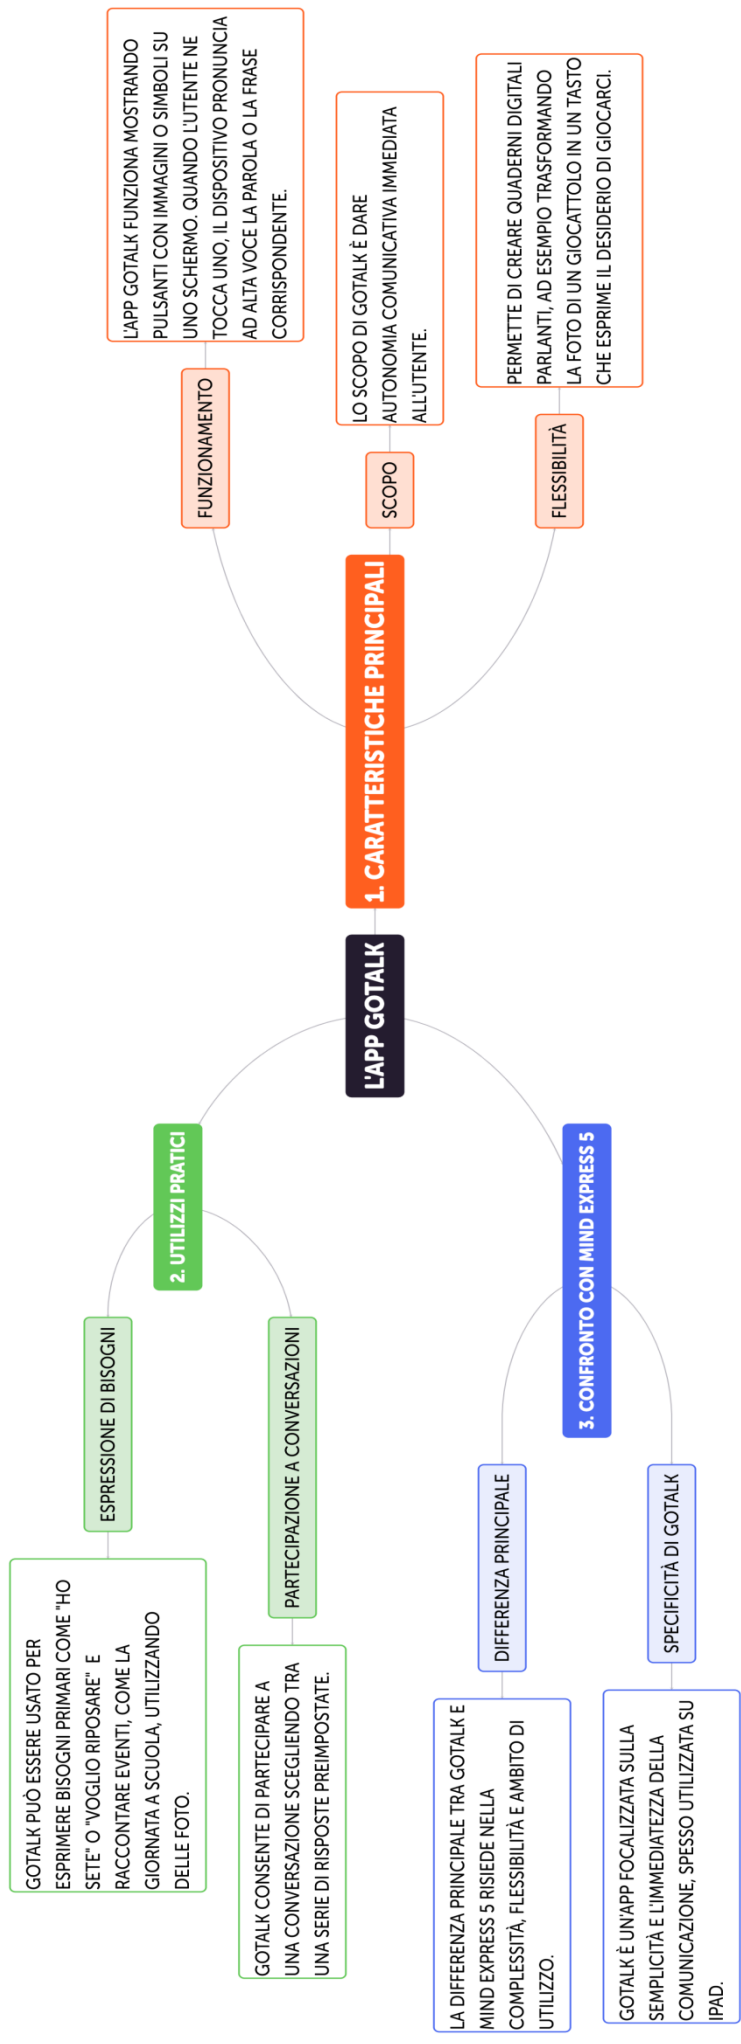 L'APP GOTALK
1. CARATTERISTICHE PRINCIPALI
FUNZIONAMENTO
L'APP GOTALK FUNZIONA MOSTRANDO
PULSANTI CON IMMAGINI O SIMBOLI SU
UNO SCHERMO. QUANDO L'UTENTE NE
TOCCA UNO, IL DISPOSITIVO PRONUNCIA
AD ALTA VOCE LA PAROLA O LA FRASE
CORRISPONDENTE.
SCOPO
LO SCOPO DI GOTALK È DARE
AUTONOMIA COMUNICATIVA IMMEDIATA
ALL'UTENTE.
FLESSIBILITÀ
PERMETTE DI CREARE QUADERNI DIGITALI
PARLANTI, AD ESEMPIO TRASFORMANDO
LA FOTO DI UN GIOCATTOLO IN UN TASTO
CHE ESPRIME IL DESIDERIO DI GIOCARCI.
2. UTILIZZI PRATICI
ESPRESSIONE DI BISOGNI
GOTALK PUÒ ESSERE USATO PER
ESPRIMERE BISOGNI PRIMARI COME "HO
SETE" O "VOGLIO RIPOSARE" E
RACCONTARE EVENTI, COME LA
GIORNATA A SCUOLA, UTILIZZANDO
DELLE FOTO.
PARTECIPAZIONE A CONVERSAZIONI
GOTALK CONSENTE DI PARTECIPARE A
UNA CONVERSAZIONE SCEGLIENDO TRA
UNA SERIE DI RISPOSTE PREIMPOSTATE.
3. CONFRONTO CON MIND EXPRESS 5
DIFFERENZA PRINCIPALE
LA DIFFERENZA PRINCIPALE TRA GOTALK E
MIND EXPRESS 5 RISIEDE NELLA
COMPLESSITÀ, FLESSIBILITÀ E AMBITO DI
UTILIZZO.
SPECIFICITÀ DI GOTALK
GOTALK È UN'APP FOCALIZZATA SULLA
SEMPLICITÀ E L'IMMEDIATEZZA DELLA
COMUNICAZIONE, SPESSO UTILIZZATA SU
IPAD.